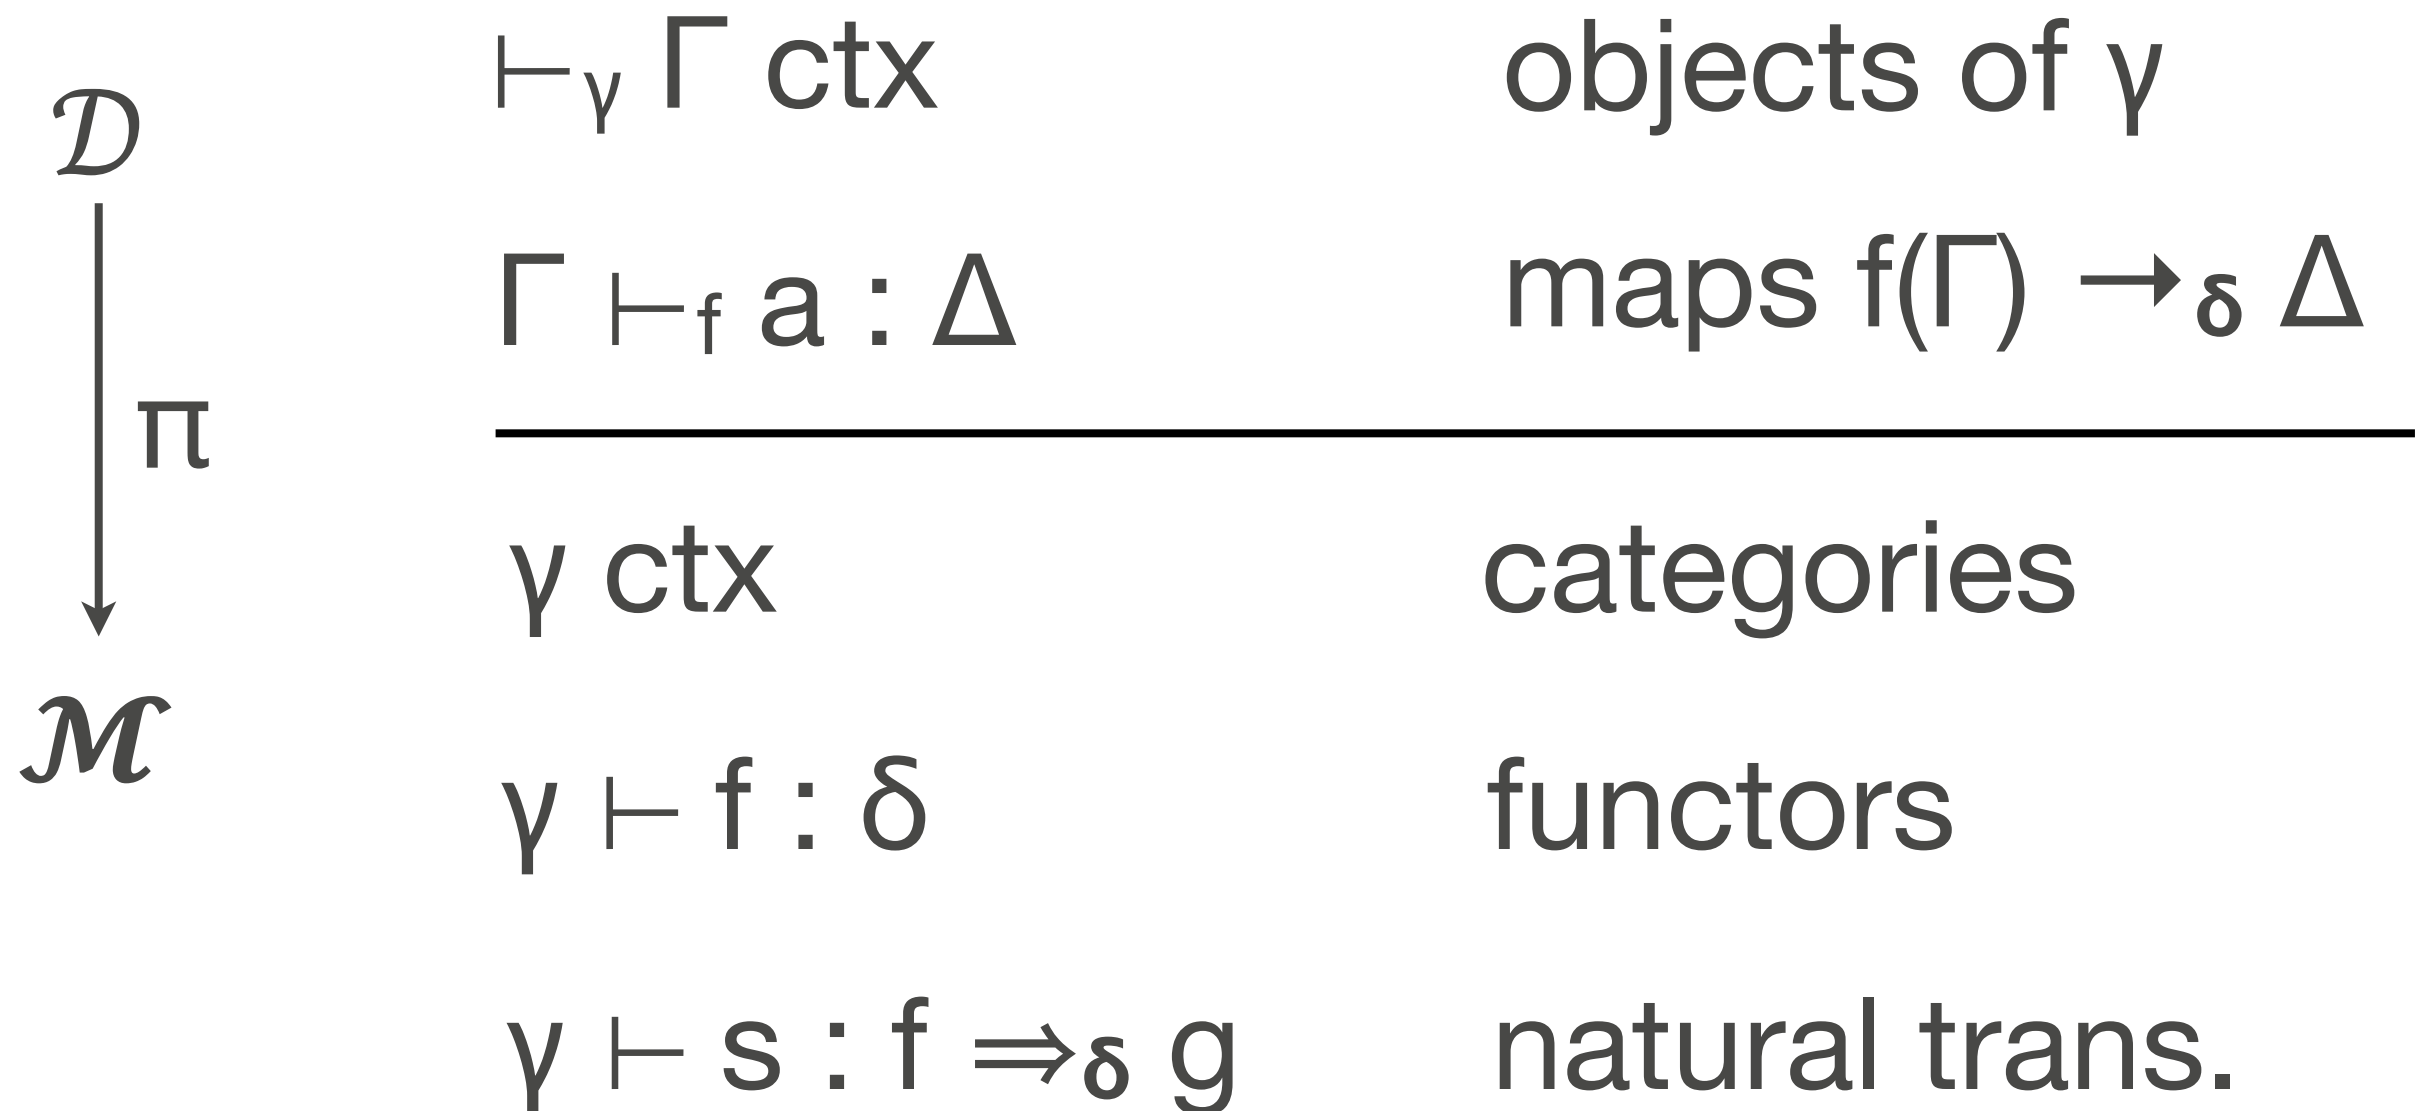 ⊢γ Γ ctx objects of γ
𝒟
Γ ⊢f a : Δ maps f(Γ) →δ Δ
π
γ ctx categories
ℳ
γ ⊢ f : δ functors
γ ⊢ s : f ⇒δ g natural trans.